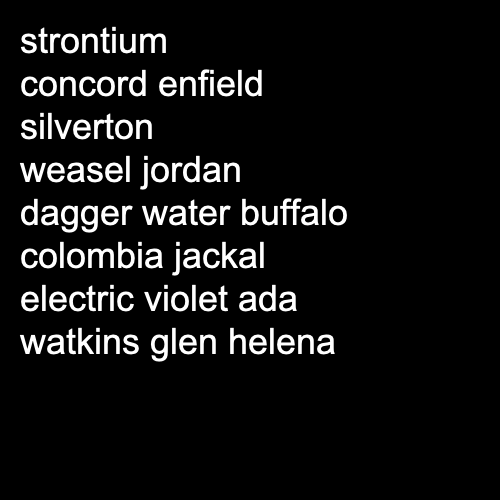 strontium
concord enfield
silverton
weasel jordan
dagger water buffalo
colombia jackal
electric violet ada
watkins glen helena